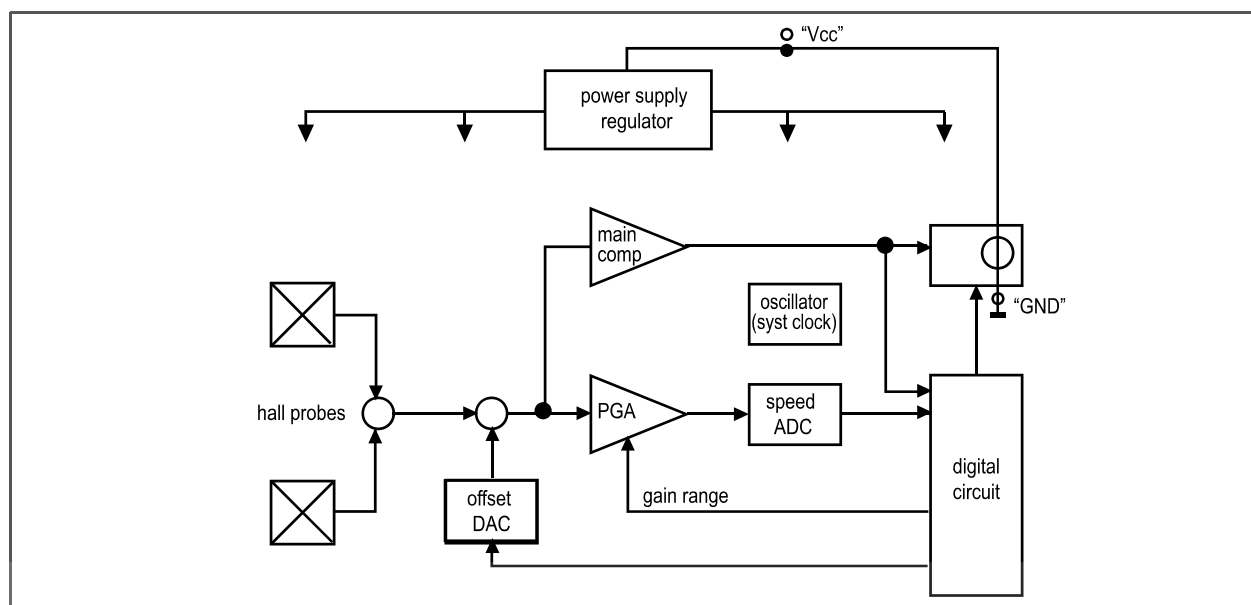 “Vcc”
power supply
regulator
main
comp
oscillator
(syst clock)
“GND”
hall probes
PGA
speed
ADC
digital
circuit
gain range
offset
DAC